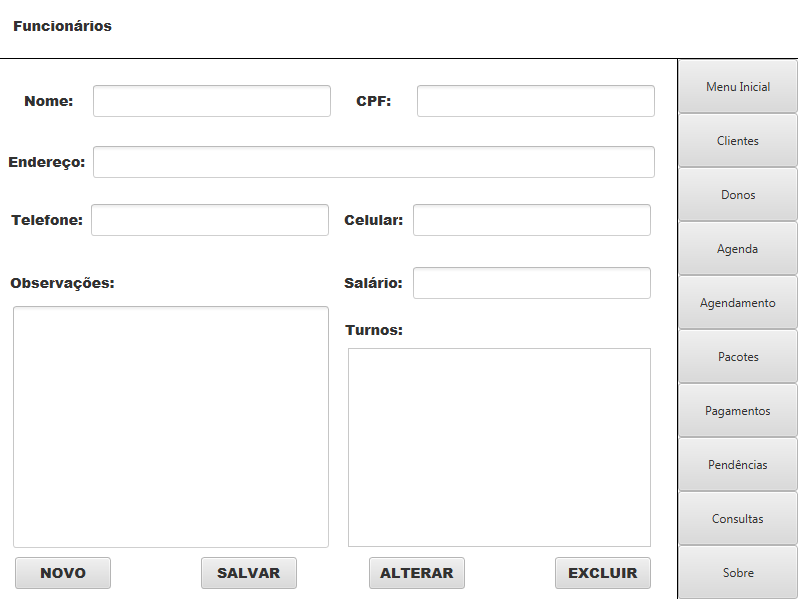 Funcionários
Nome:
CPF:
Endereço:
Telefone:
Celular:
Observações:
Salário:
Turnos:
NOVO
SALVAR
ALTERAR
EXCLUIR
Menu Inicial
Clientes
Donos
Agenda
Agendamento
Pacotes
Pagamentos
Pendências
Consultas
Sobre